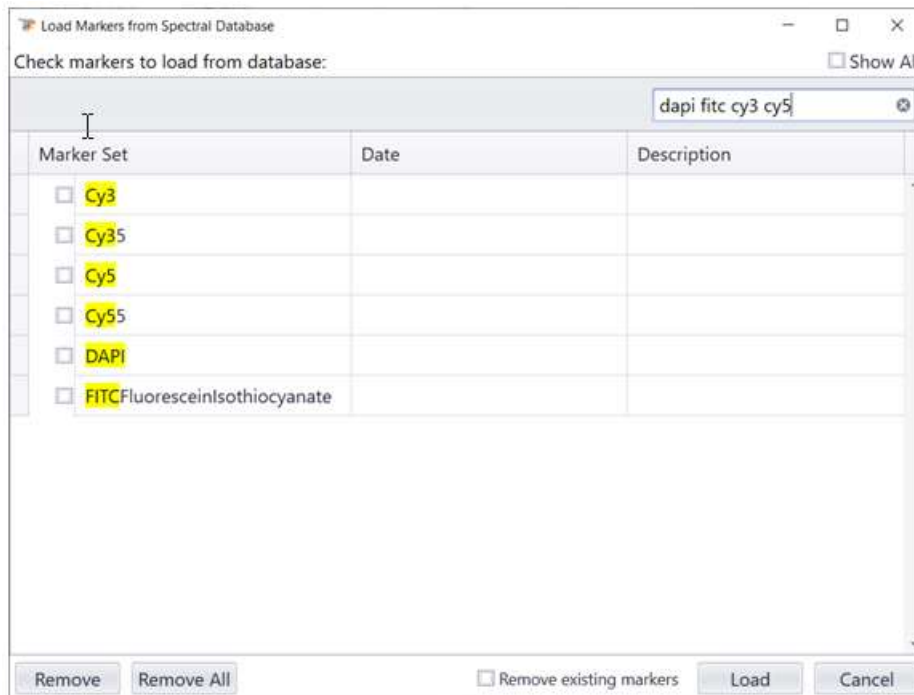 Load Markers from Spectral Database
Check markers to load from database:
Show Al
dapi fitc cy3 cy5
Marker Set Date Description
Cy3
Cy35
Cy5
Cy55
DAPI
FITCFluoresceinIsothiocyanate
Remove Remove All Remove existing markers Load Cancel